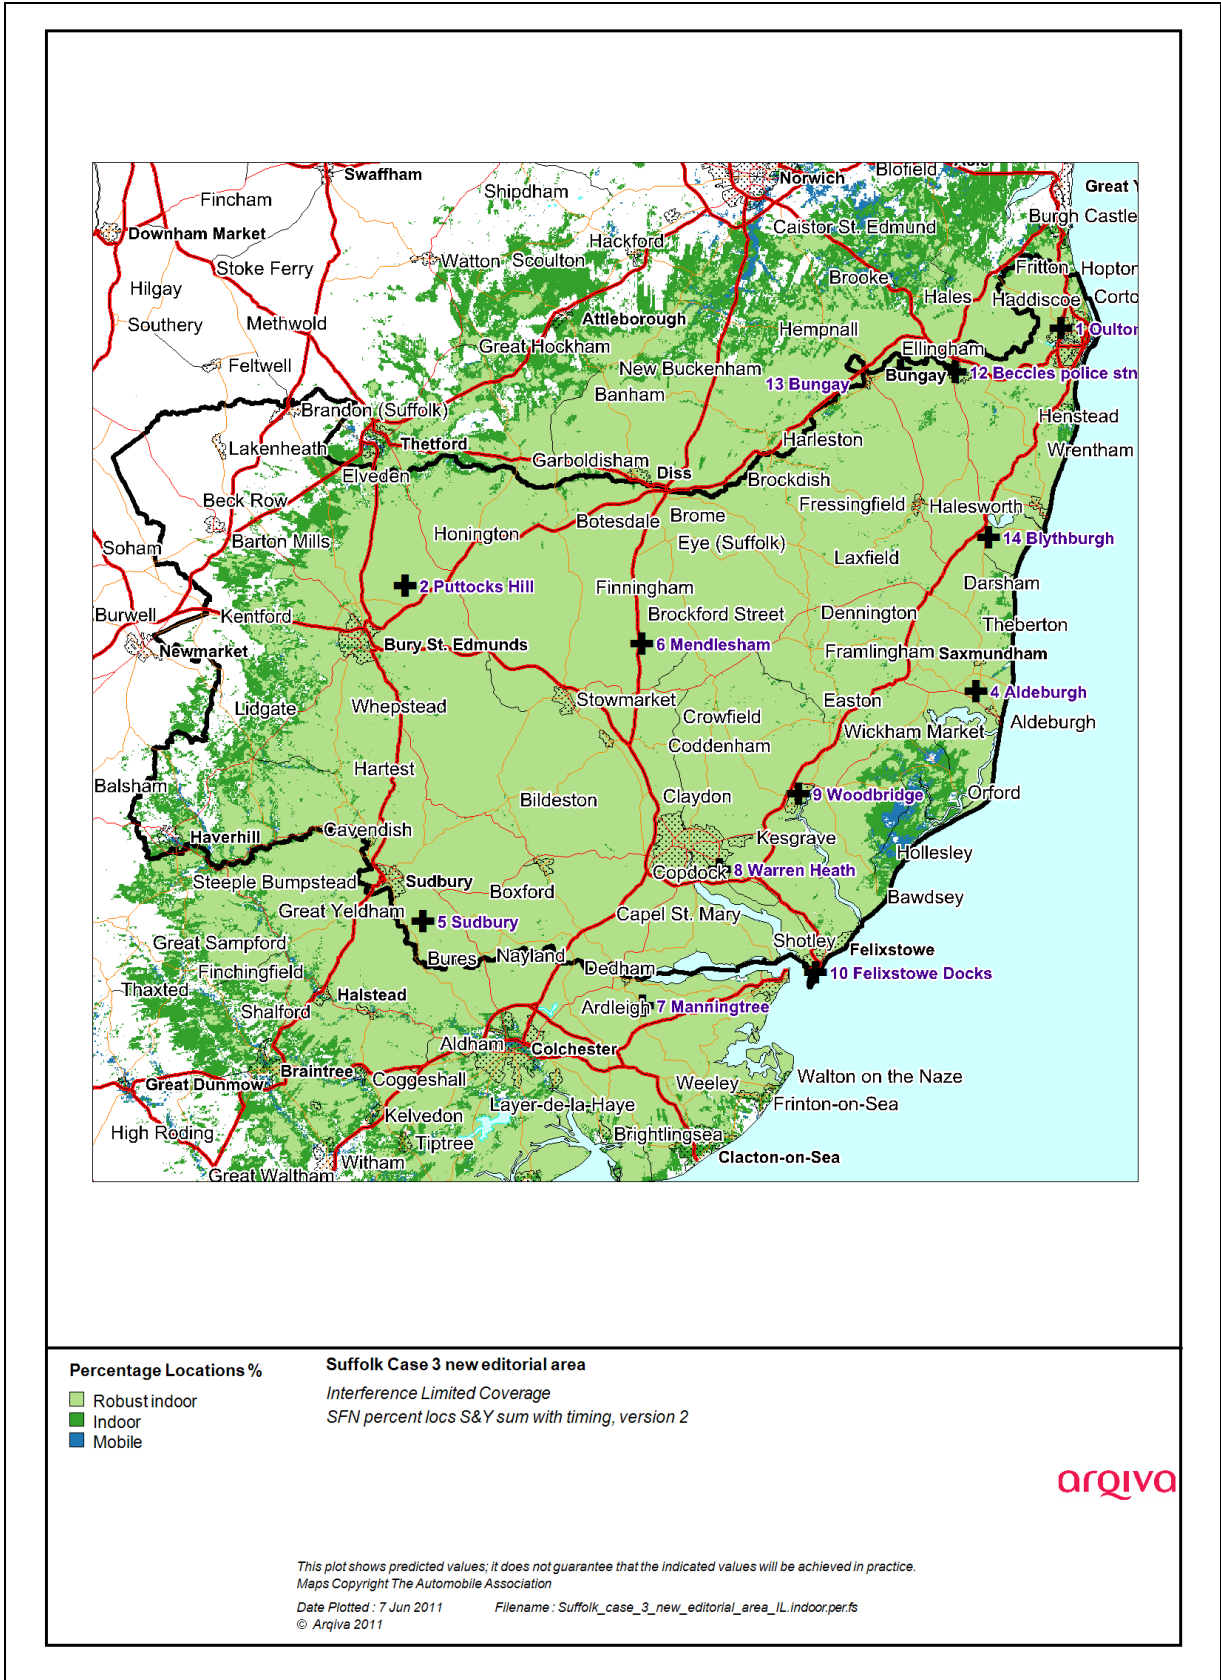 Swaffham
Norwich
Blofield
Fincham
Shipdham
Great Y
Burgh Castle
Downham Market
Hackford
Caistor St. Edmund
Stoke Ferry
Watton
Scoulton
Fritton
Hopton
Hilgay
Brooke
Hales
Haddiscoe
Corto
Southery
Methwold
Attleborough
Hempnall
1 Oulton
Great Hockham
Ellingham
Feltwell
New Buckenham
13 Bungay
Bungay
12 Beccles police stn
Banham
Brandon (Suffolk)
Henstead
Lakenheath
Thetford
Harleston
Wrentham
Garboldisham
Diss
Elveden
Brockdish
Beck Row
Fressingfield
Halesworth
Botesdale
Brome
Barton Mills
Honington
Eye (Suffolk)
14 Blythburgh
Soham
Laxfield
2 Puttocks Hill
Finningham
Darsham
Burwell
Kentford
Brockford Street
Dennington
Theberton
Newmarket
Bury St. Edmunds
6 Mendlesham
Framlingham
Saxmundham
4 Aldeburgh
Lidgate
Whepstead
Stowmarket
Easton
Crowfield
Aldeburgh
Wickham Market
Coddenham
Hartest
Balsham
Bildeston
Claydon
9 Woodbridge
Orford
Haverhill
Cavendish
Kesgrave
Hollesley
Copdock
8 Warren Heath
Steeple Bumpstead
Sudbury
Boxford
Bawdsey
Great Yeldham
5 Sudbury
Capel St. Mary
Great Sampford
Shotley
Felixstowe
Bures
Nayland
Finchingfield
Dedham
10 Felixstowe Docks
Thaxted
Halstead
Shalford
Ardleigh
7 Manningtree
Aldham
Colchester
Great Dunmow
Braintree
Coggeshall
Weeley
Walton on the Naze
Layer-de-la-Haye
Frinton-on-Sea
Kelvedon
High Roding
Tiptree
Brightlingsea
Witham
Clacton-on-Sea
Great Waltham
Percentage Locations %
Robust indoor
Indoor
Mobile
Suffolk Case 3 new editorial area
Interference Limited Coverage
SFN percent locs S&Y sum with timing, version 2
arqiva
This plot shows predicted values; it does not guarantee that the indicated values will be achieved in practice.
Maps Copyright The Automobile Association
Date Plotted : 7 Jun 2011 Filename : Suffolk_case_3_new_editorial_area_IL.indoor.per.fs
© Arqiva 2011